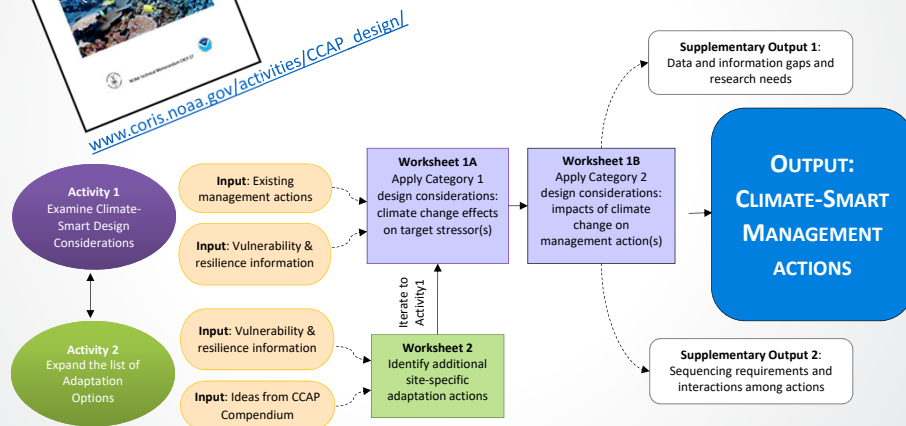 NOAA Technical Memorandum CRCP 27
www.coris.noaa.gov/activities/CCAP_design/
Activity 1
Examine Climate-
Smart Design
Considerations
Activity 2
Expand the list of
Adaptation
Options
Input: Existing
management actions
Input: Vulnerability &
resilience information
Input: Vulnerability &
resilience information
Input: Ideas from CCAP
Compendium
Worksheet 1A
Apply Category 1
design considerations:
climate change effects
on target stressor(s)
Iterate to
Activity1
Worksheet 2
Identify additional
site-specific
adaptation actions
Worksheet 1B
Apply Category 2
design considerations:
impacts of climate
change on
management action(s)
Supplementary Output 1:
Data and information gaps and
research needs
OUTPUT:
CLIMATE-SMART
MANAGEMENT
ACTIONS
Supplementary Output 2:
Sequencing requirements and
interactions among actions